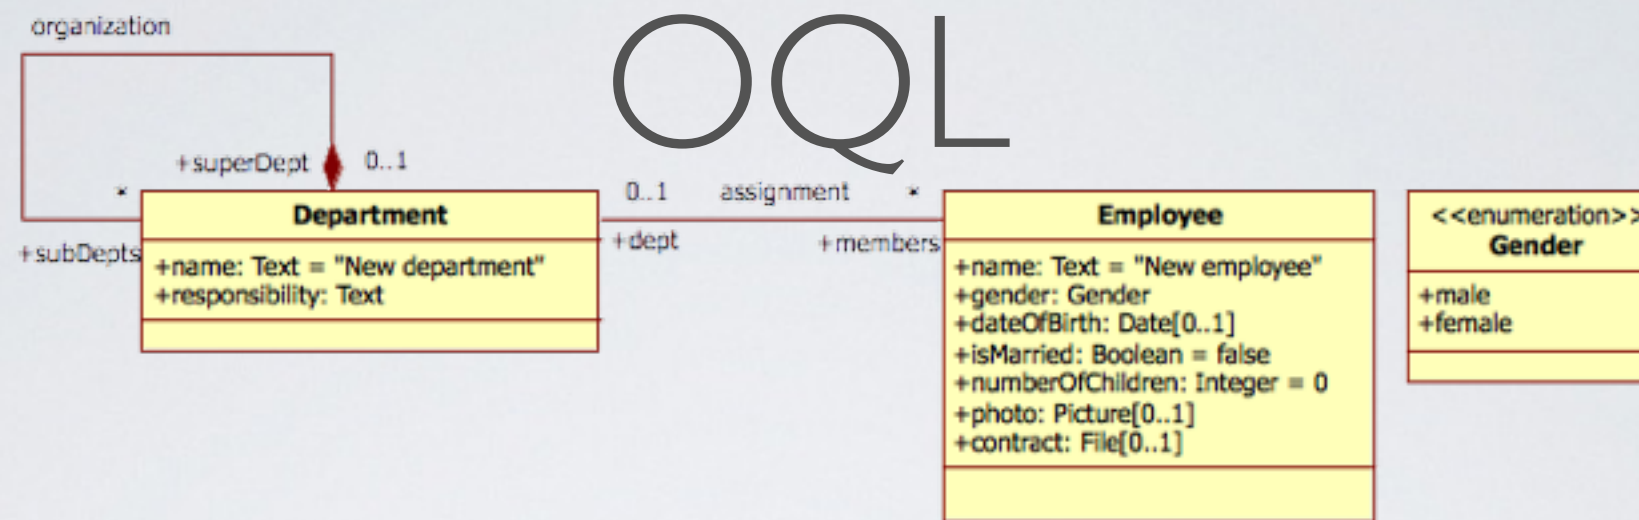 organization
OQL
+superDept
0..1
*
+subDepts
Department
+name: Text = "New department"
+responsibility: Text
0..1
assignment
*
+dept
+members
Employee
+name: Text = "New employee"
+gender: Gender
+dateOfBirth: Date[0..1]
+isMarried: Boolean = false
+numberOfChildren: Integer = 0
+photo: Picture[0..1]
+contract: File[0..1]
<<enumeration>>
Gender
+male
+female